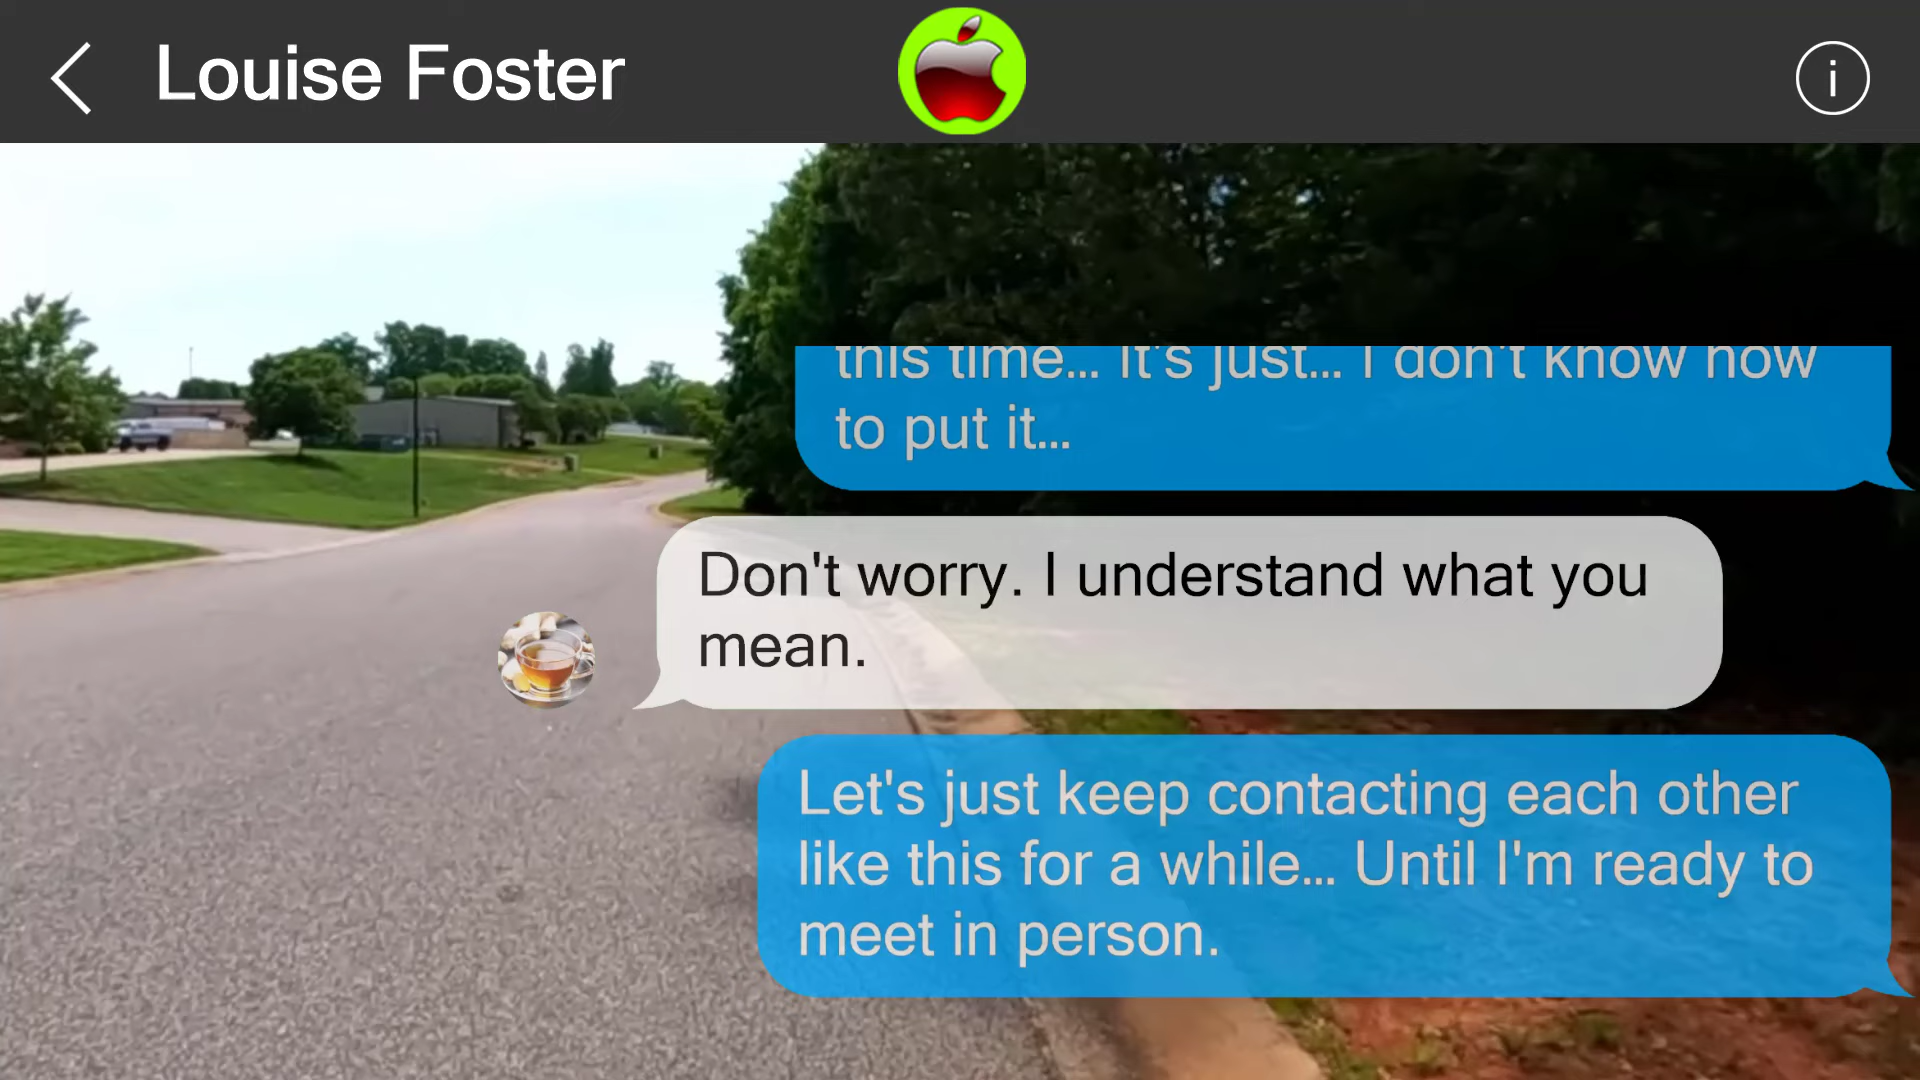 Louise Foster
this time... It's just... I don't know how
to put it...
Don't worry. I understand what you
mean.
Let's just keep contacting each other
like this for a while... Until I'm ready to
meet in person.